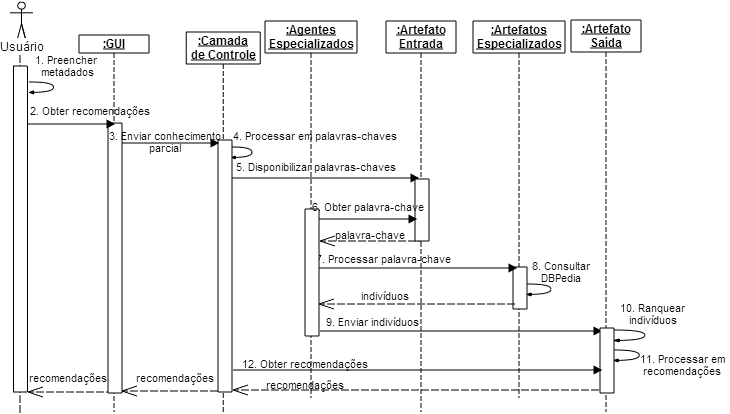 Usuário
:GUI
:Camada
de Controle
:Agentes
Especializados
:Artefato
Entrada
:Artefatos
Especializados
:Artefato
Saída
1. Preencher
metadados
2. Obter recomendações
3. Enviar conhecimento
parcial
4. Processar em palavras-chaves
5. Disponibilizar palavras-chaves
6. Obter palavra-chave
palavra-chave
7. Processar palavra-chave
8. Consultar
DBPedia
indivíduos
9. Enviar indivíduos
10. Ranquear
indivíduos
11. Processar em
recomendações
12. Obter recomendações
recomendações
recomendações
recomendações